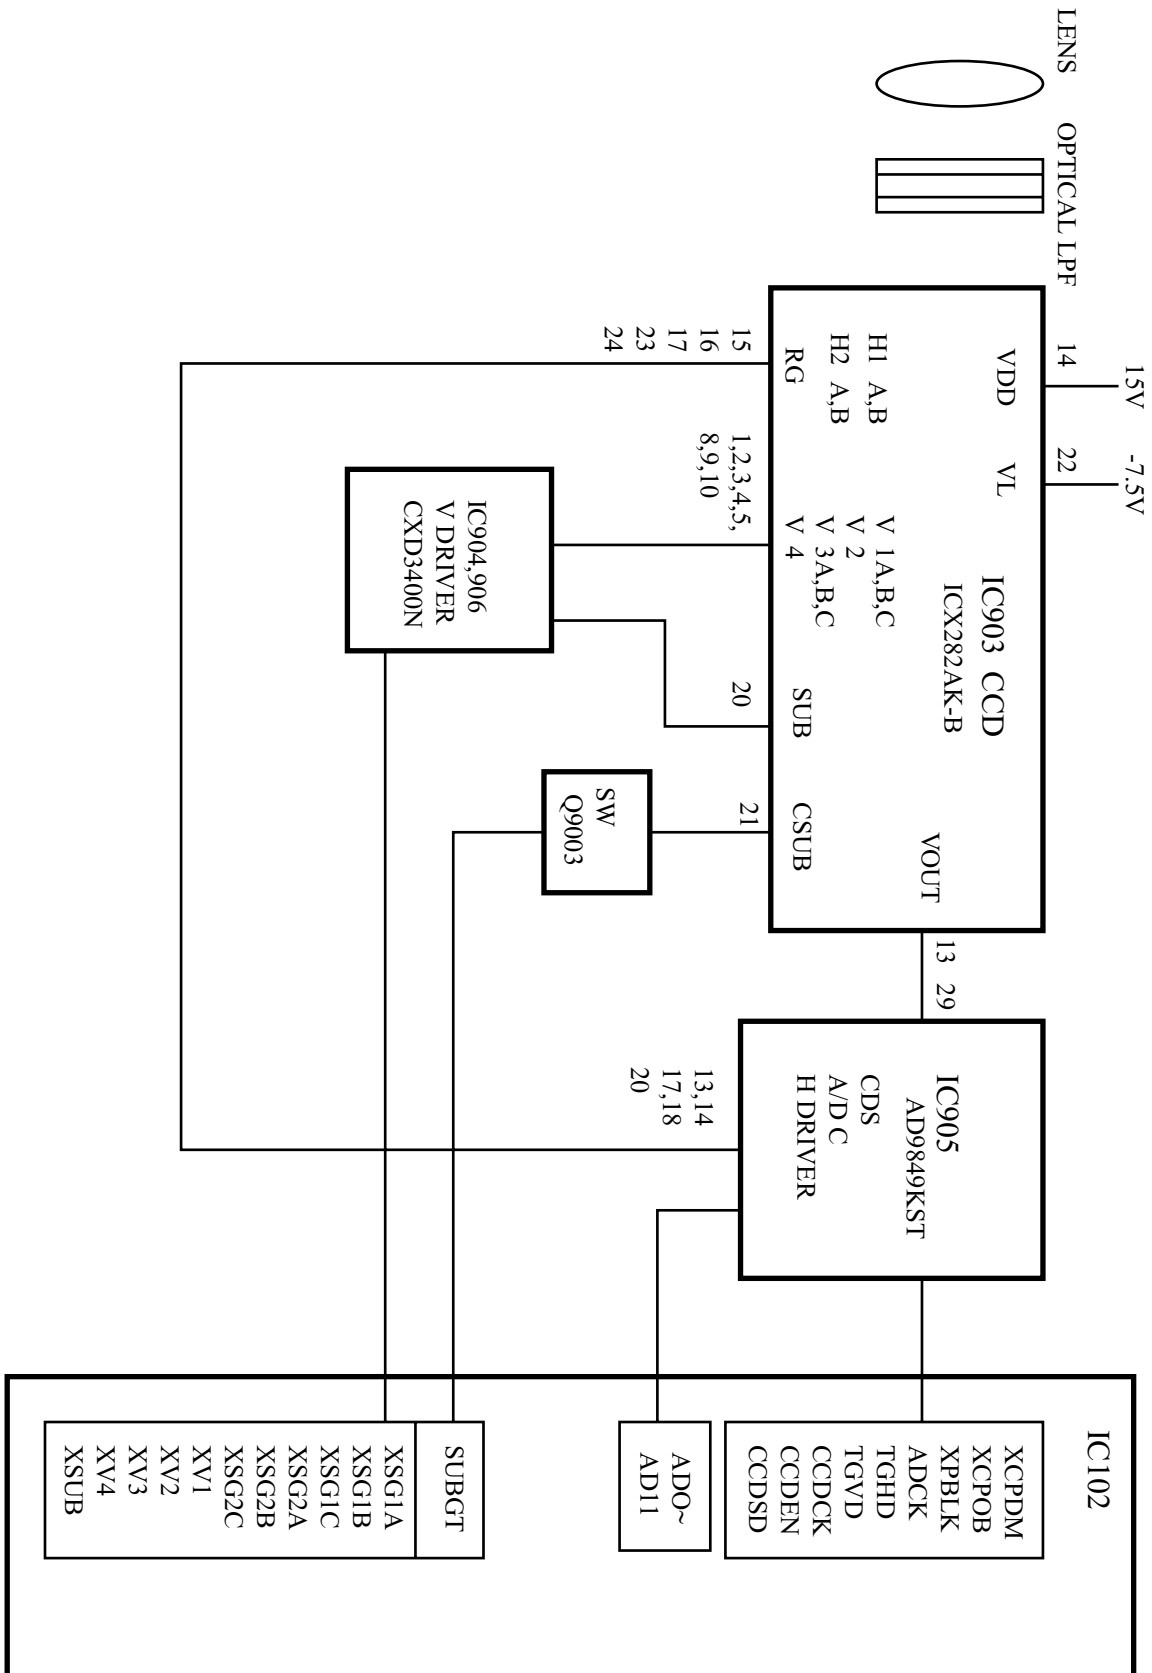 LENS
OPTICAL LPF
15V
-7.5V
14
22
VDD
VL
IC903 CCD
ICX282AK-B
H1 A,B
H2 A,B
RG
V 1A,B,C
V 2
V 3A,B,C
V 4
SUB
CSUB
VOUT
15
16
17
23
24
1,2,3,4,5,
8,9,10
20
21
13
29
IC904,906
V DRIVER
CXD3400N
SW
Q9003
IC905
AD9849KST
CDS
A/D C
H DRIVER
13,14
17,18
20
IC102
XCPDM
XCPOB
XPBLK
ADCK
TGHD
TGVD
CCDCK
CCDEN
CCDSD
ADO~
AD11
SUBGT
XSG1A
XSG1B
XSG1C
XSG2A
XSG2B
XSG2C
XV1
XV2
XV3
XV4
XSUB